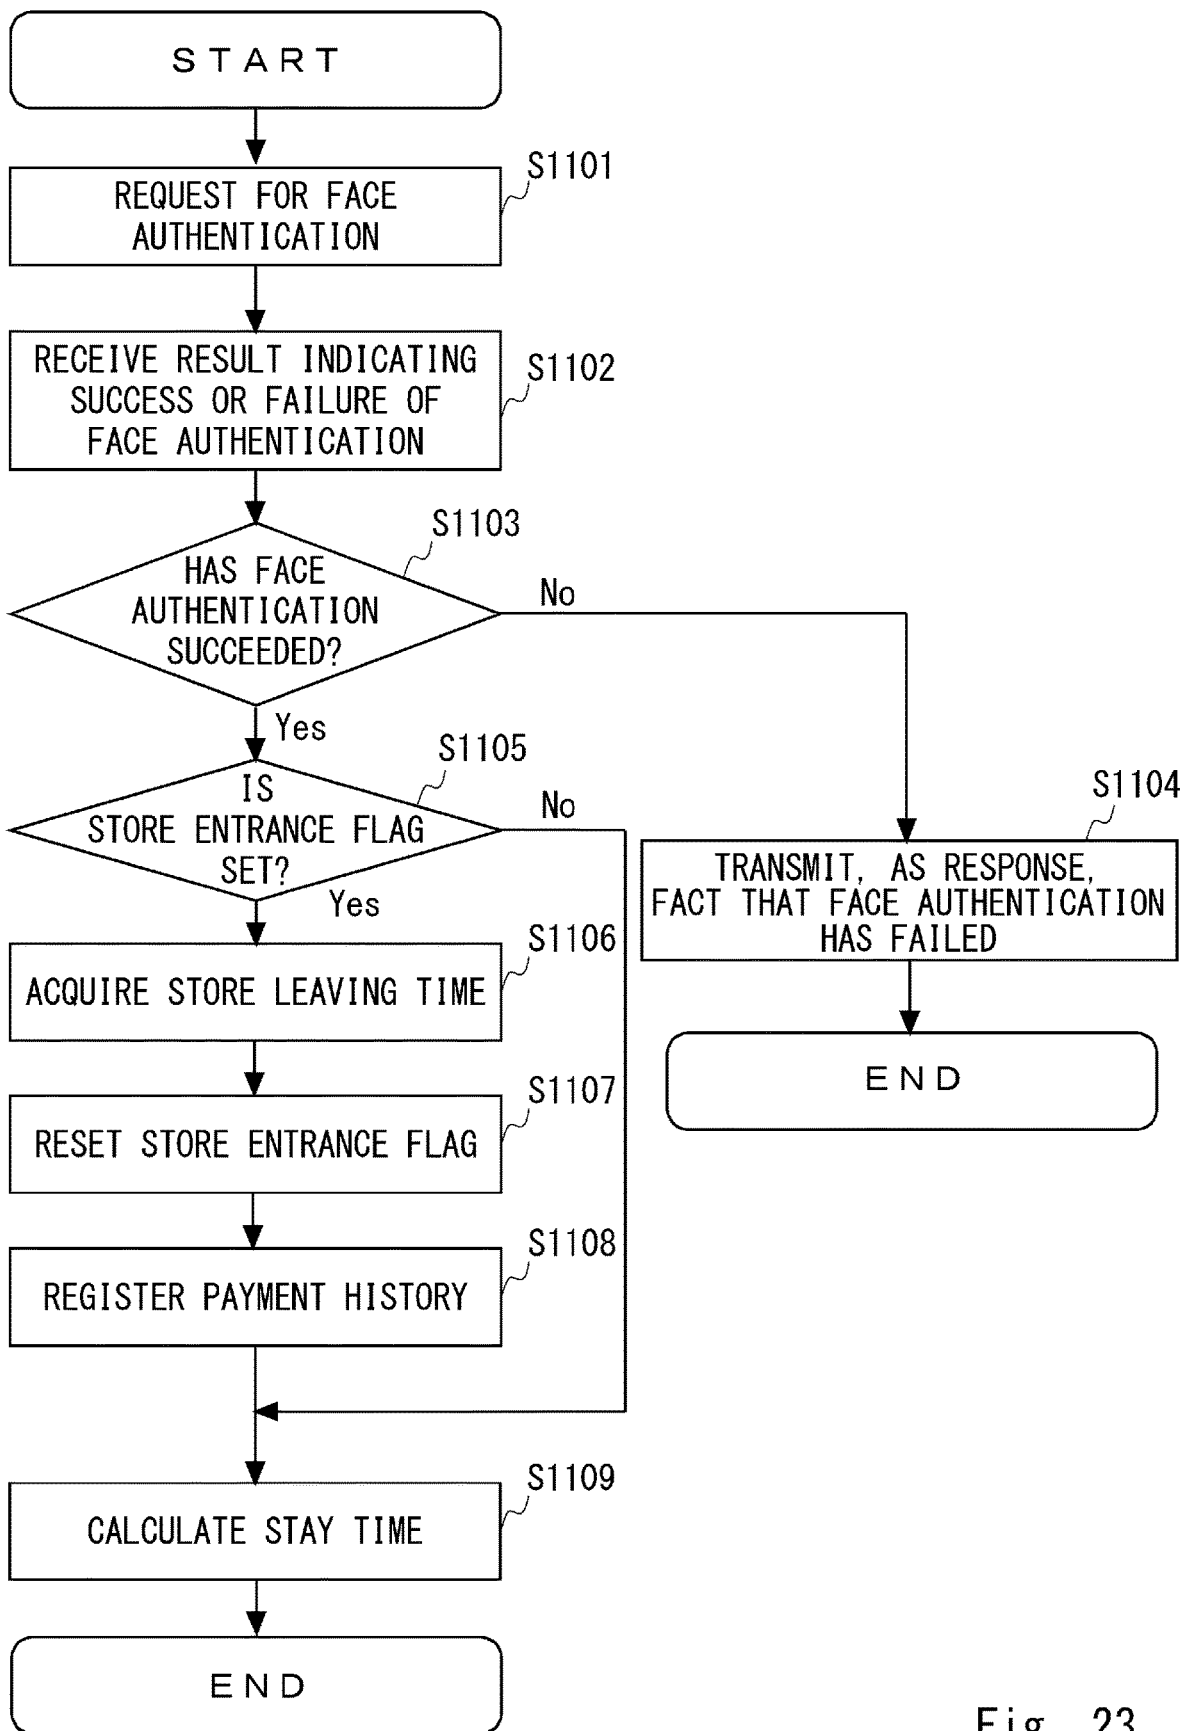 START
S1101
REQUEST FOR FACE
AUTHENTICATION
S1102
RECEIVE RESULT INDICATING
SUCCESS OR FAILURE OF
FACE AUTHENTICATION
S1103
HAS FACE
AUTHENTICATION
SUCCEEDED?
No
Yes
S1105
IS
STORE ENTRANCE FLAG
SET?
No
Yes
S1104
TRANSMIT, AS RESPONSE,
FACT THAT FACE AUTHENTICATION
HAS FAILED
END
S1106
ACQUIRE STORE LEAVING TIME
S1107
RESET STORE ENTRANCE FLAG
S1108
REGISTER PAYMENT HISTORY
S1109
CALCULATE STAY TIME
END
Fig. 23